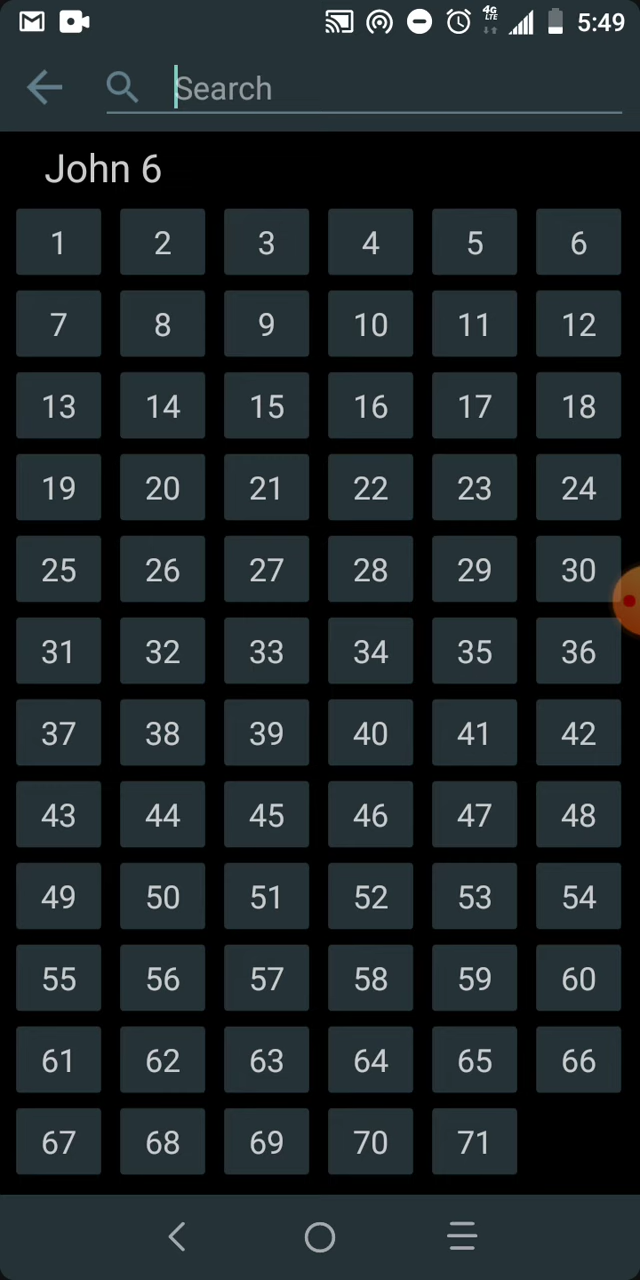 4G
LTE
5:49
Search
John 6
1 2 3 4 5 6
7 8 9 10 11 12
13 14 15 16 17 18
19 20 21 22 23 24
25 26 27 28 29 30
31 32 33 34 35 36
37 38 39 40 41 42
43 44 45 46 47 48
49 50 51 52 53 54
55 56 57 58 59 60
61 62 63 64 65 66
67 68 69 70 71